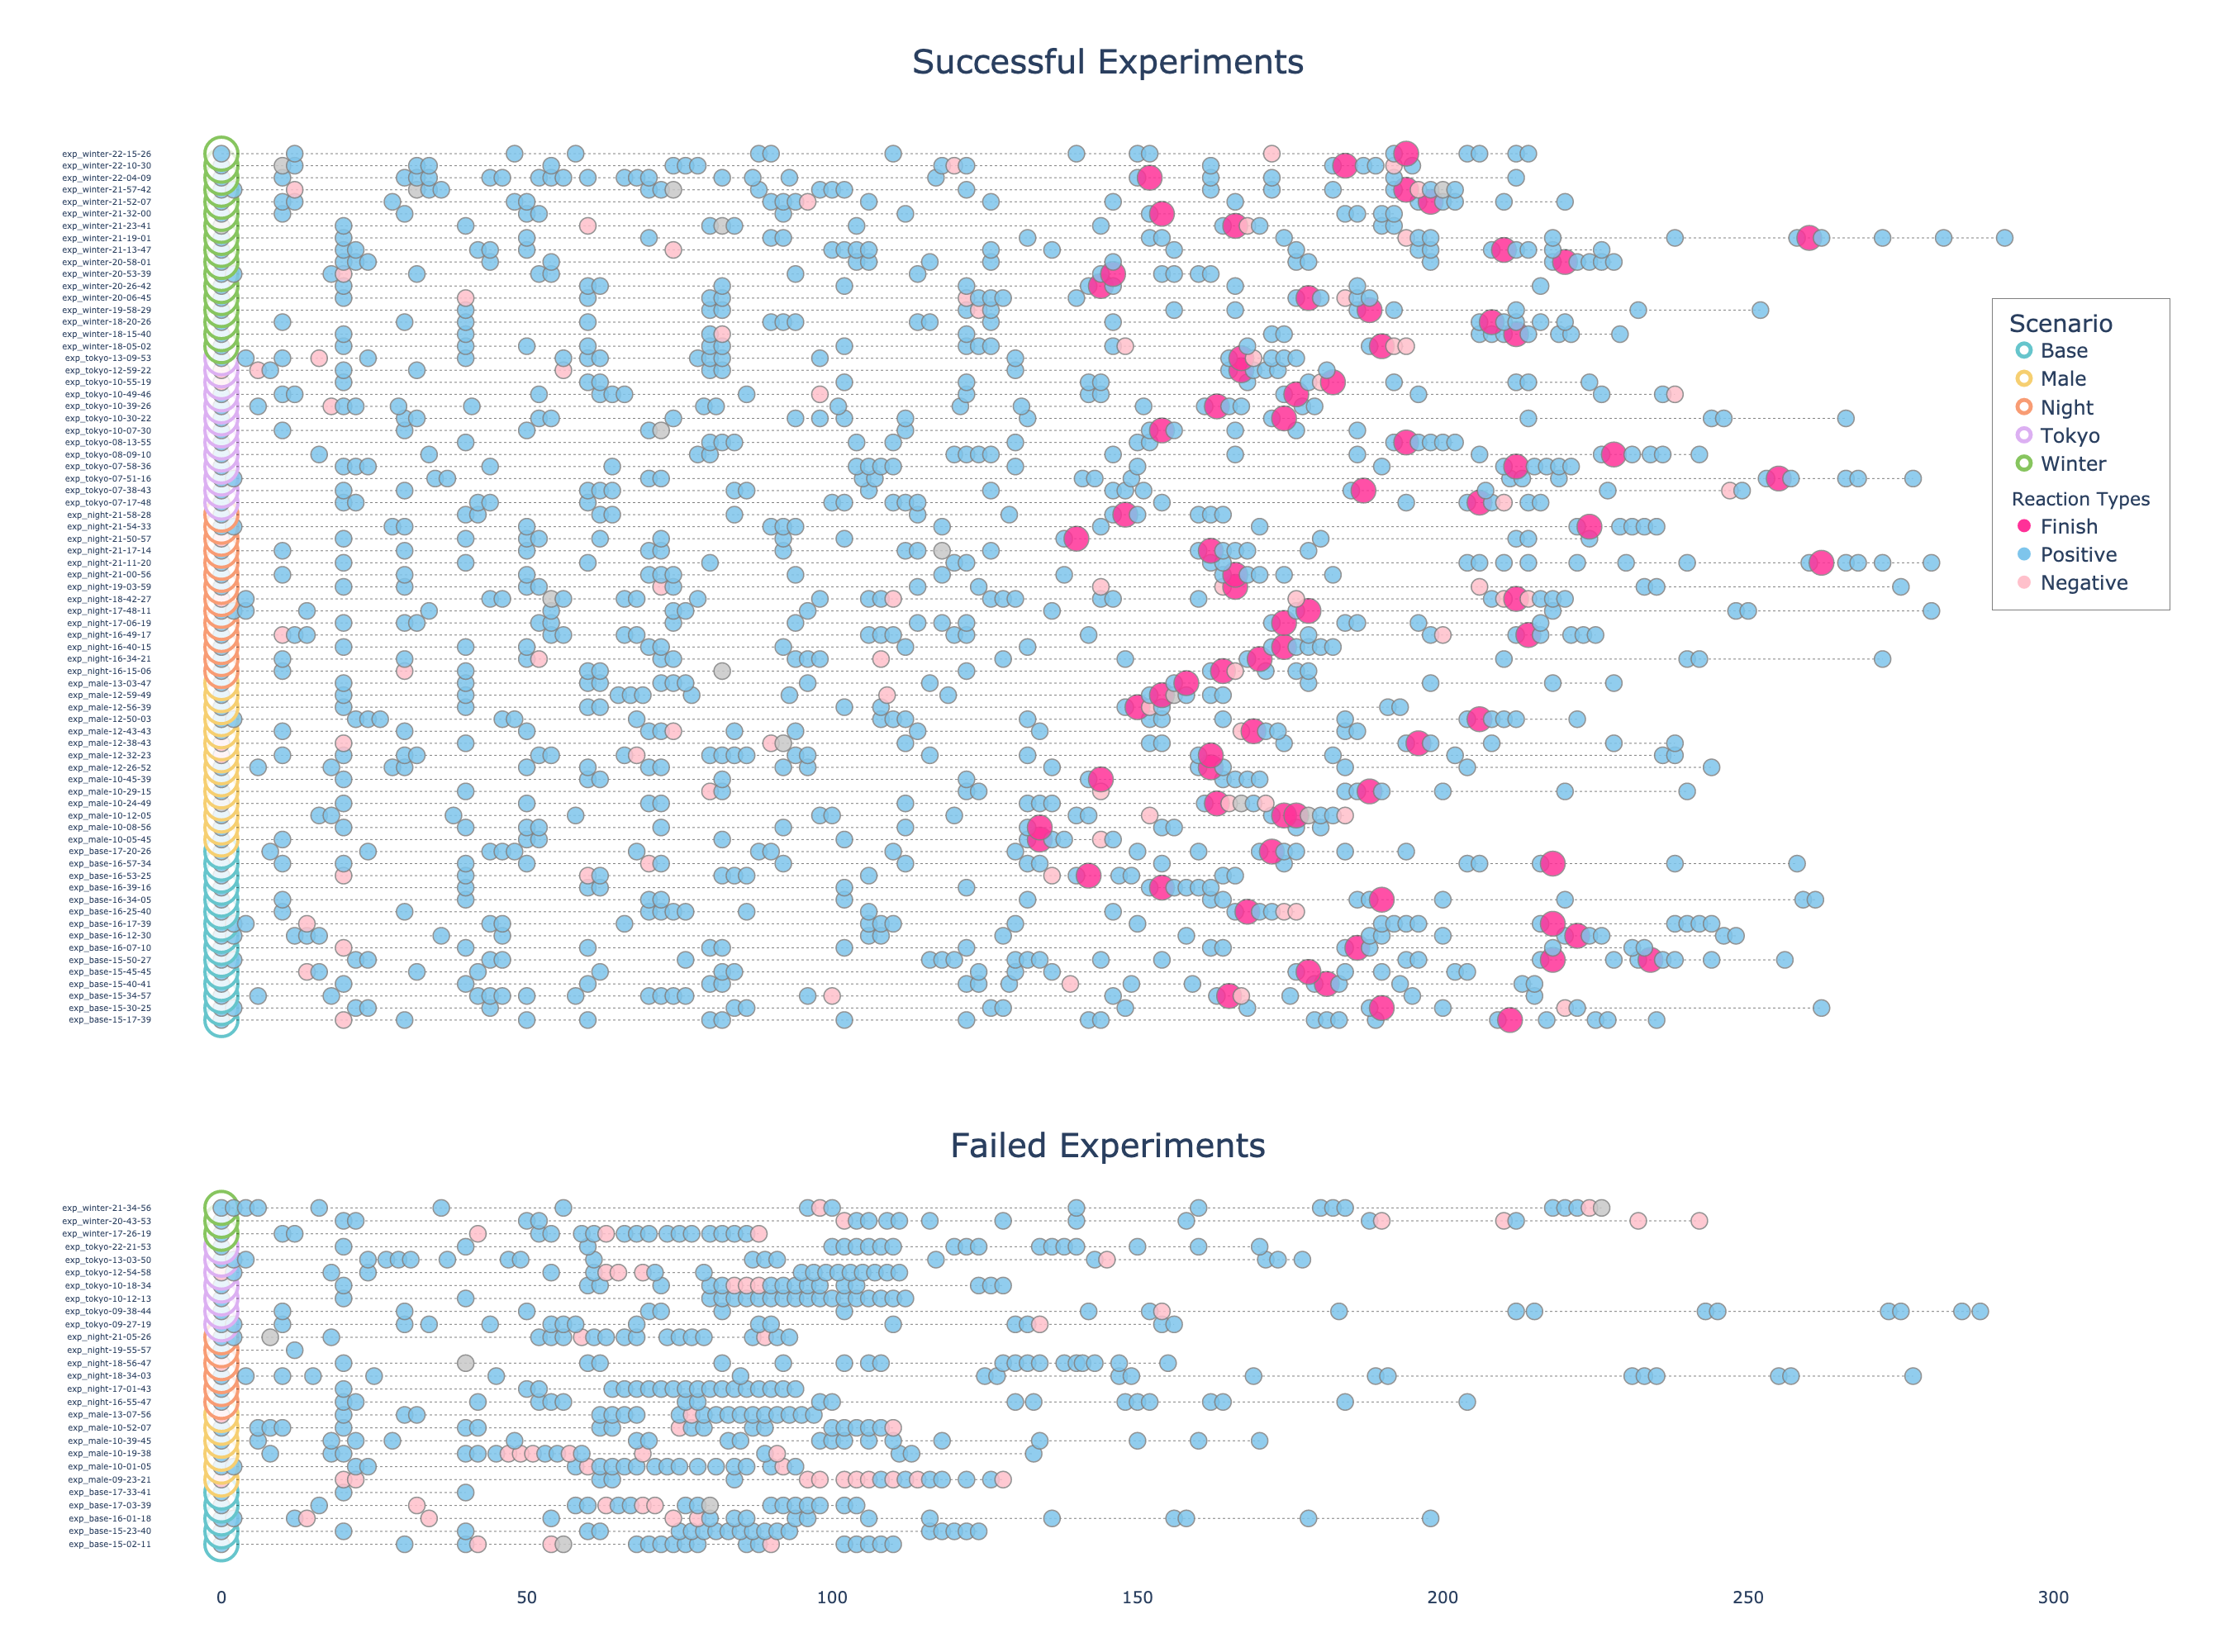 Successful Experiments
exp_winter-22-15-26
exp_winter-22-10-30
exp_winter-22-04-09
exp_winter-21-57-42
exp_winter-21-52-07
exp_winter-21-32-00
exp_winter-21-23-41
exp_winter-21-19-01
exp_winter-21-13-47
exp_winter-20-58-01
exp_winter-20-53-39
exp_winter-20-26-42
exp_winter-20-06-45
exp_winter-19-58-29
exp_winter-18-20-26
exp_winter-18-15-40
exp_winter-18-05-02
exp_tokyo-13-09-53
exp_tokyo-12-59-22
exp_tokyo-10-55-19
exp_tokyo-10-49-46
exp_tokyo-10-39-26
exp_tokyo-10-30-22
exp_tokyo-10-07-30
exp_tokyo-08-13-55
exp_tokyo-08-09-10
exp_tokyo-07-58-36
exp_tokyo-07-51-16
exp_tokyo-07-38-43
exp_tokyo-07-17-48
exp_night-21-58-28
exp_night-21-54-33
exp_night-21-50-57
exp_night-21-17-14
exp_night-21-11-20
exp_night-21-00-56
exp_night-19-03-59
exp_night-18-42-27
exp_night-17-48-11
exp_night-17-06-19
exp_night-16-49-17
exp_night-16-40-15
exp_night-16-34-21
exp_night-16-15-06
exp_male-13-03-47
exp_male-12-59-49
exp_male-12-56-39
exp_male-12-50-03
exp_male-12-43-43
exp_male-12-38-43
exp_male-12-32-23
exp_male-12-26-52
exp_male-10-45-39
exp_male-10-29-15
exp_male-10-24-49
exp_male-10-12-05
exp_male-10-08-56
exp_male-10-05-45
exp_base-17-20-26
exp_base-16-57-34
exp_base-16-53-25
exp_base-16-39-16
exp_base-16-34-05
exp_base-16-25-40
exp_base-16-17-39
exp_base-16-12-30
exp_base-16-07-10
exp_base-15-50-27
exp_base-15-45-45
exp_base-15-40-41
exp_base-15-34-57
exp_base-15-30-25
exp_base-15-17-39
Scenario
Base
Male
Night
Tokyo
Winter
Reaction Types
Finish
Positive
Negative
Failed Experiments
exp_winter-21-34-56
exp_winter-20-43-53
exp_winter-17-26-19
exp_tokyo-22-21-53
exp_tokyo-13-03-50
exp_tokyo-12-54-58
exp_tokyo-10-18-34
exp_tokyo-10-12-13
exp_tokyo-09-38-44
exp_tokyo-09-27-19
exp_night-21-05-26
exp_night-19-55-57
exp_night-18-56-47
exp_night-18-34-03
exp_night-17-01-43
exp_night-16-55-47
exp_male-13-07-56
exp_male-10-52-07
exp_male-10-39-45
exp_male-10-19-38
exp_male-10-01-05
exp_male-09-23-21
exp_base-17-33-41
exp_base-17-03-39
exp_base-16-01-18
exp_base-15-23-40
exp_base-15-02-11
0 50 100 150 200 250 300